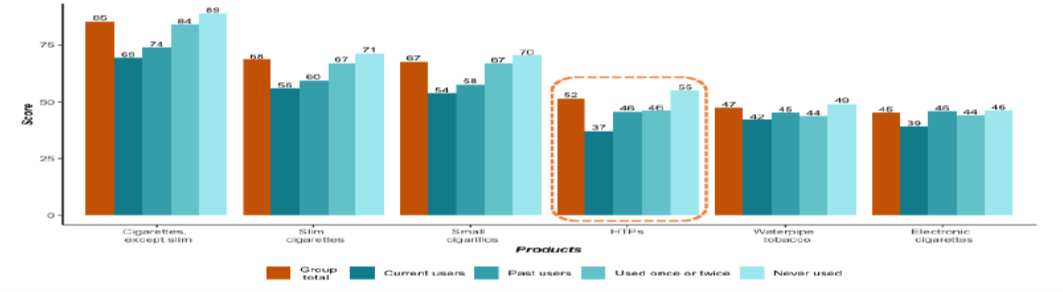 85
69
74
84
89
68
56
60
67
71
67
54
58
67
70
52
37
46
46
55
47
42
45
44
49
45
39
46
44
46
75
50
25
0
Score
Cigarettes,
except slim
Slim
cigarettes
Small
cigarillos
HTPs
Waterpipe
tobacco
Electronic
cigarettes
Products
Group
total
Current users
Past users
Used once or twice
Never used